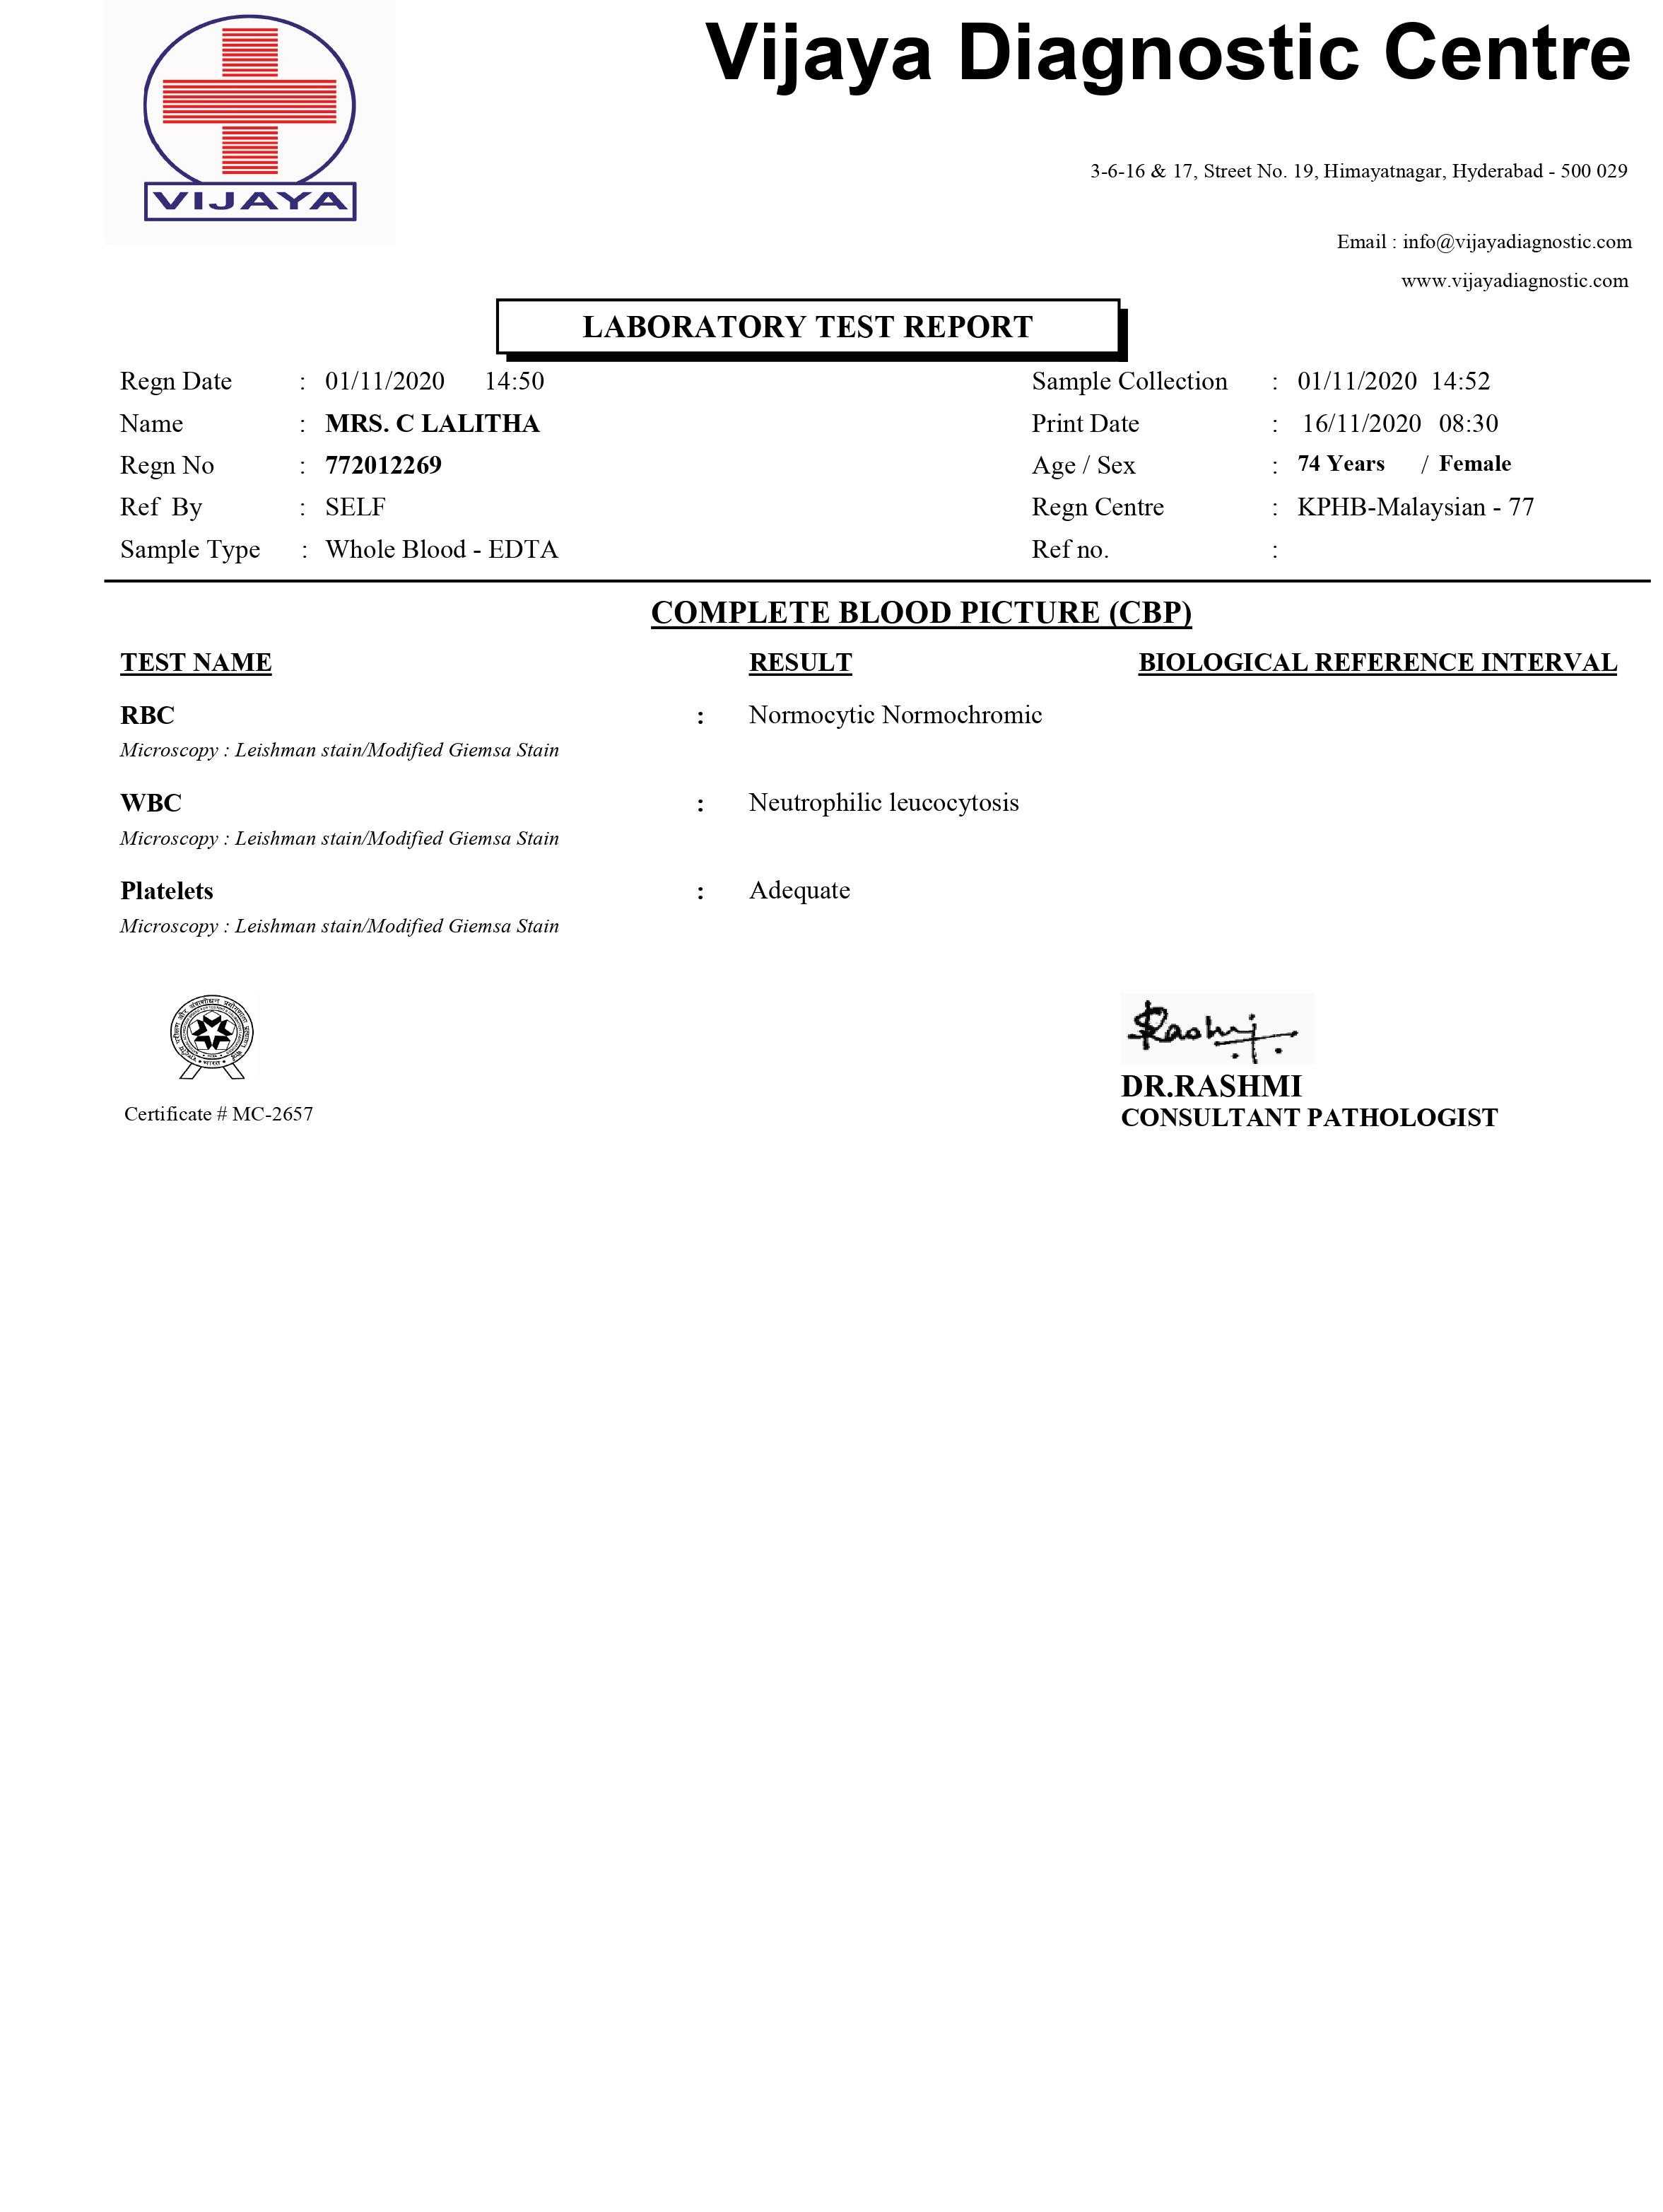 Vijaya Diagnostic Centre
VIJAYA
3-6-16 & 17, Street No. 19, Himayatnagar, Hyderabad - 500 029
Email : info@vijayadiagnostic.com
www.vijayadiagnostic.com
LABORATORY TEST REPORT
Regn Date : 01/11/2020 14:50 Sample Collection : 01/11/2020 14:52
Name : MRS. C LALITHA Print Date : 16/11/2020 08:30
Regn No : 772012269 Age / Sex : 74 Years / Female
Ref By : SELF Regn Centre : KPHB-Malaysian - 77
Sample Type : Whole Blood - EDTA Ref no. :
COMPLETE BLOOD PICTURE (CBP)
TEST NAME RESULT BIOLOGICAL REFERENCE INTERVAL
RBC : Normocytic Normochromic
Microscopy : Leishman stain/Modified Giemsa Stain
WBC : Neutrophilic leucocytosis
Microscopy : Leishman stain/Modified Giemsa Stain
Platelets : Adequate
Microscopy : Leishman stain/Modified Giemsa Stain
Rashmi
DR.RASHMI
Certificate # MC-2657 CONSULTANT PATHOLOGIST